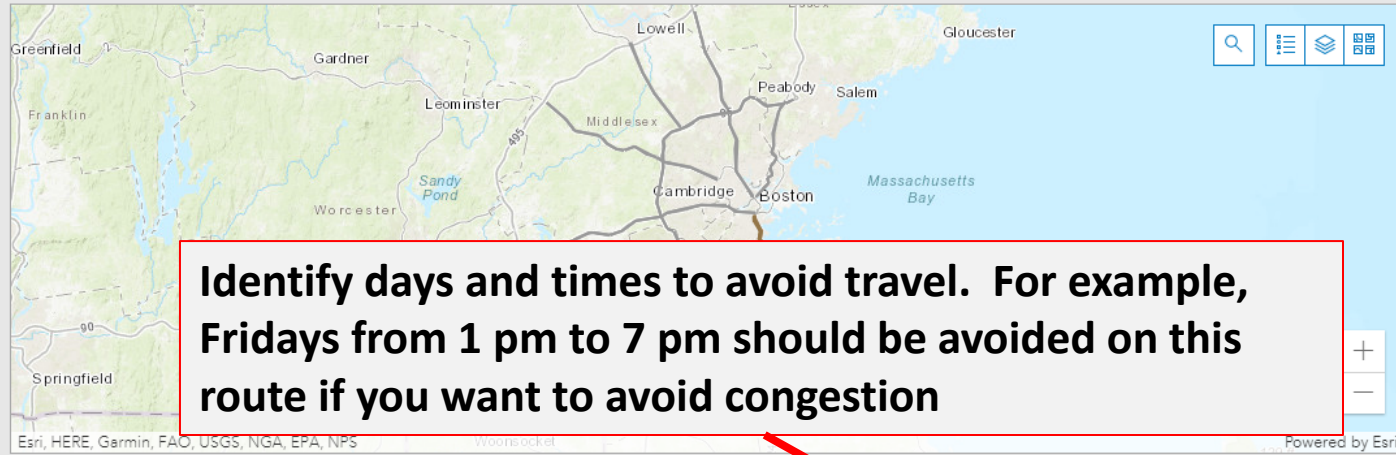 Essex
Lowell
Gloucester
Greenfield
Gardner
Peabody
Salem
Leominster
Franklin
Middlesex
95
495
Sandy
Pond
Massachusetts
Bay
Cambridge
Boston
Worcester
Identify days and times to avoid travel.  For example,
Fridays from 1 pm to 7 pm should be avoided on this
route if you want to avoid congestion
90
+
Springfield
−
Esri, HERE, Garmin, FAO, USGS, NGA, EPA, NPS
Woonsocket
Powered by Esri